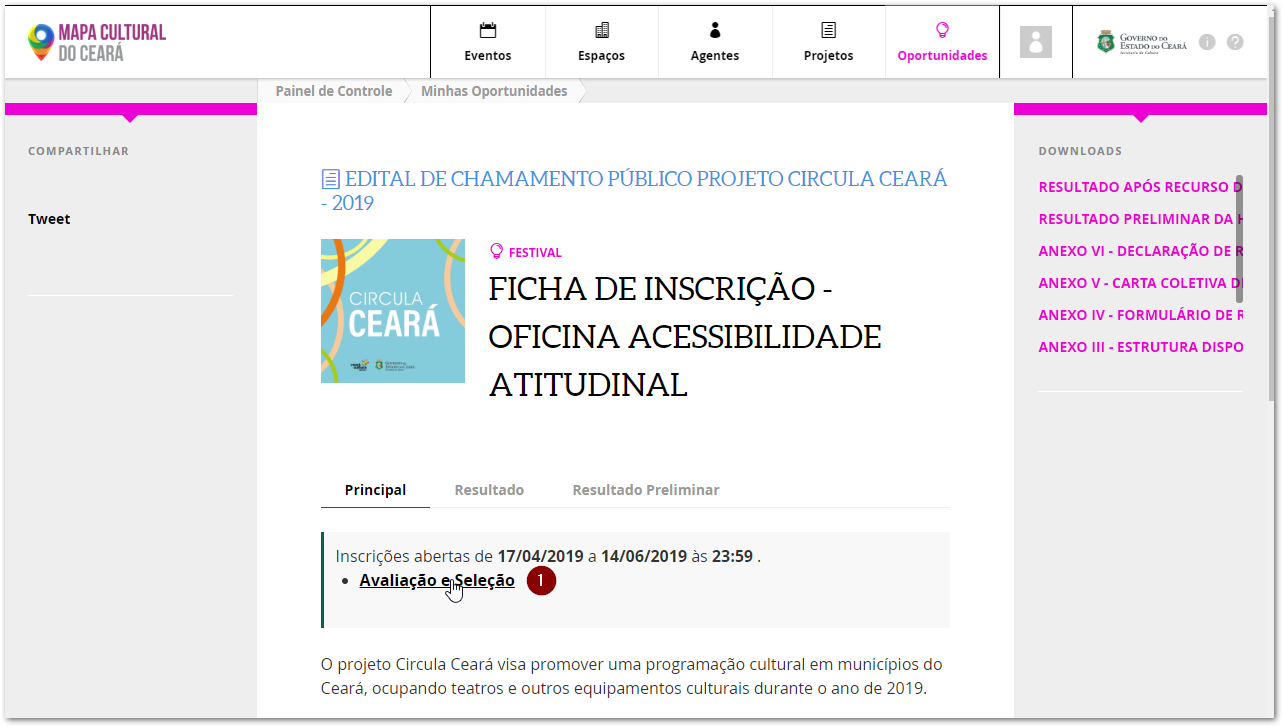 MAPA CULTURAL
DO CEARÁ
Eventos
Espaços
Agentes
Projetos
Oportunidades
GOVERNO DO
ESTADO DO CEARÁ
Secretaria da Cultura
i
?
Painel de Controle
Minhas Oportunidades
COMPARTILHAR
Tweet
EDITAL DE CHAMAMENTO PÚBLICO PROJETO CIRCULA CEARÁ
- 2019
CIRCULA
CEARÁ
FESTIVAL
FICHA DE INSCRIÇÃO -
OFICINA ACESSIBILIDADE
ATITUDINAL
Principal
Resultado
Resultado Preliminar
Inscrições abertas de 17/04/2019 a 14/06/2019 às 23:59 .
• Avaliação e Seleção
1
O projeto Circula Ceará visa promover uma programação cultural em municípios do
Ceará, ocupando teatros e outros equipamentos culturais durante o ano de 2019.
DOWNLOADS
RESULTADO APÓS RECURSO D
RESULTADO PRELIMINAR DA H
ANEXO VI - DECLARAÇÃO DE R
ANEXO V - CARTA COLETIVA D
ANEXO IV - FORMULÁRIO DE R
ANEXO III - ESTRUTURA DISPO